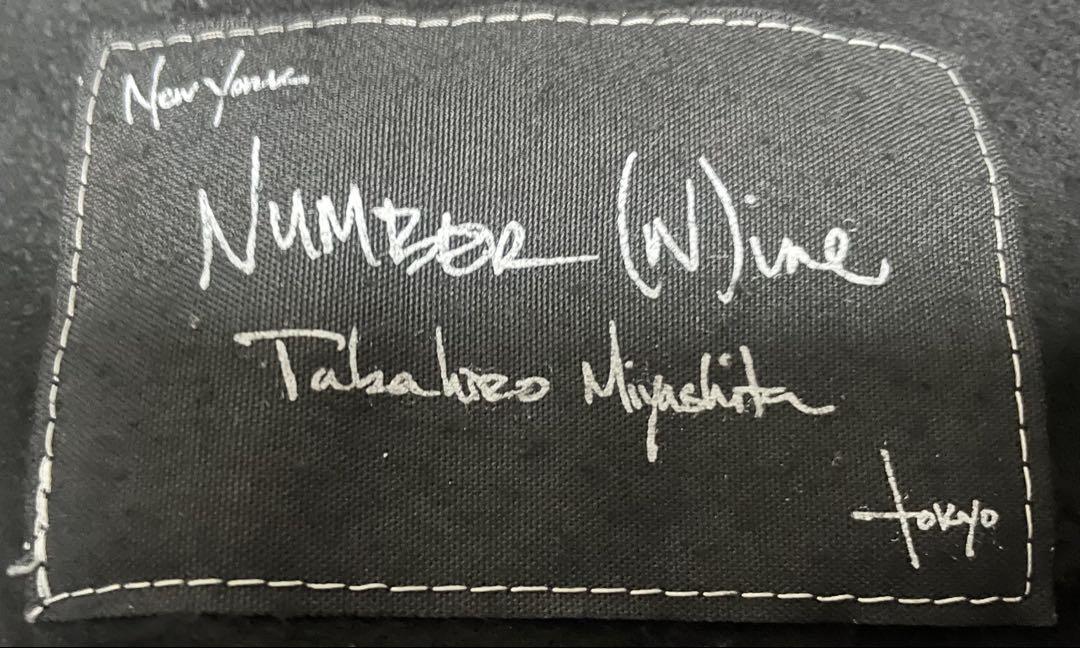 New York
NUMBER (N)ine
Takahiro Miyashita
tokyo